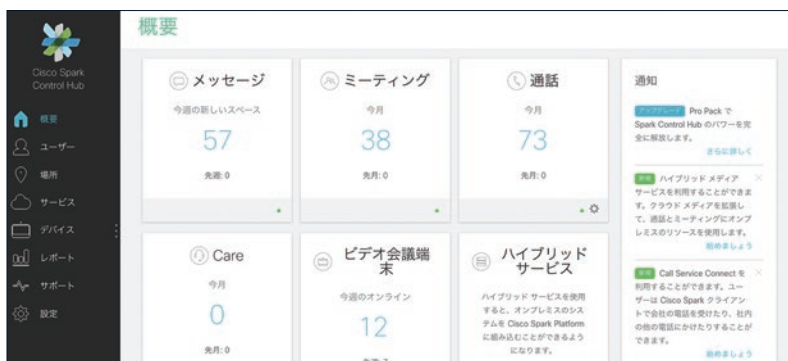 Cisco Spark
Control Hub
概要
ユーザー
場所
サービス
デバイス
レポート
サポート
設定
概要
メッセージ
今週の新しいスペース
57
先週: 0
ミーティング
今月
38
先月: 0
通話
今月
73
先月: 0
Care
今月
0
先月: 0
ビデオ会議端
末
今週のオンライン
12
ハイブリッド
サービス
ハイブリッド サービスを使用
すると、オンプレミスのシス
テムを Cisco Spark Platform
に組み込むことができるよう
になります。
通知
アップグレード Pro Pack で
Spark Control Hub のパワーを完
全に解放します。
さらに詳しく
新規 ハイブリッド メディア
サービスを利用することができま
す。クラウド メディアを拡張し
て、通話とミーティングにオンプ
レミスのリソースを使用します。
始めましょう
新規 Call Service Connect を
利用することができます。ユー
ザーは Cisco Spark クライアン
トで会社の電話を受けたり、社内
の他の電話にかけたりすることが
できます。
始めましょう